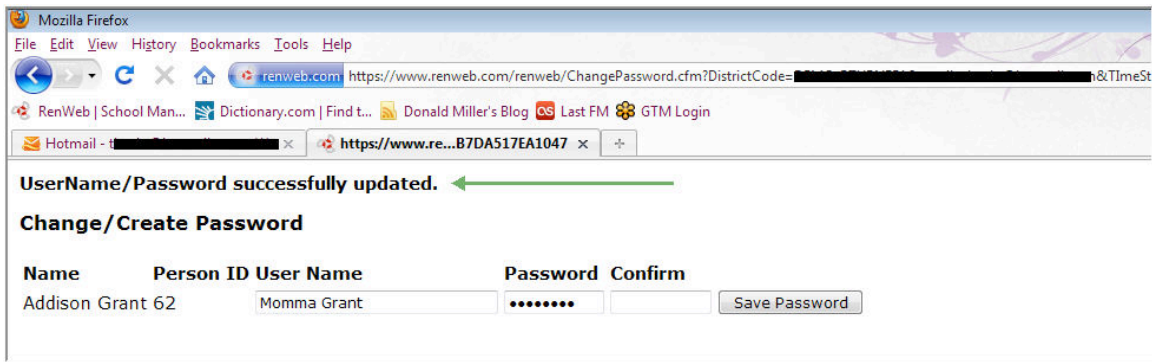 Mozilla Firefox
File Edit View History Bookmarks Tools Help
renweb.com https://www.renweb.com/renweb/ChangePassword.cfm?DistrictCode= n&TImeSt
RenWeb | School Man... Dictionary.com | Find t... Donald Miller's Blog Last FM GTM Login
Hotmail - t https://www.re...B7DA517EA1047
UserName/Password successfully updated.
Change/Create Password
Name Person ID User Name Password Confirm
Addison Grant 62 Momma Grant •••••••• Save Password